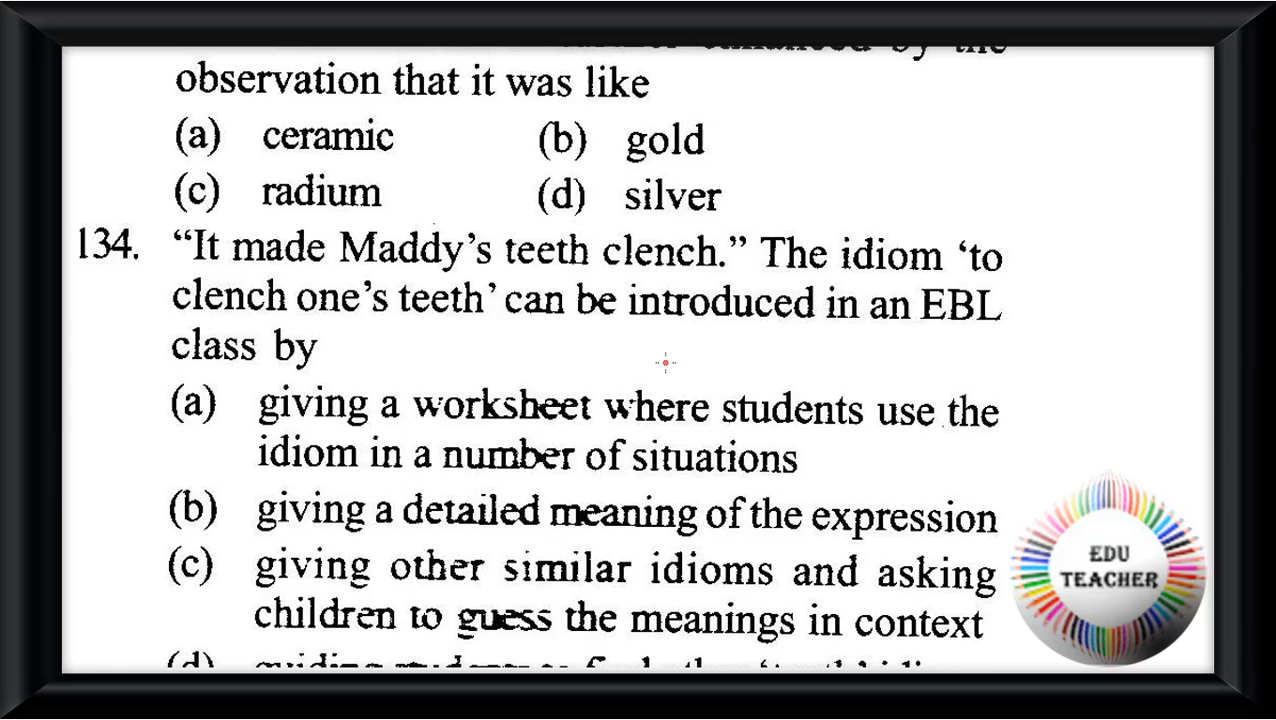 by the
observation that it was like
(a) ceramic (b) gold
(c) radium (d) silver
134. “It made Maddy’s teeth clench.” The idiom ‘to
clench one’s teeth’ can be introduced in an EBL
class by
(a) giving a worksheet where students use the
idiom in a number of situations
(b) giving a detailed meaning of the expression
(c) giving other similar idioms and asking
children to guess the meanings in context
(d)
EDU
TEACHER